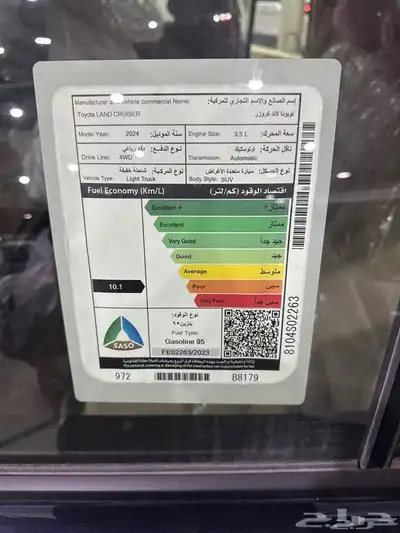 Manufacturer and vehicle commercial Name: إسم الصانع والاسم التجاري للمركبة:
Toyota LAND CRUISER تويوتا لاند كروزر
Model Year: 2024 سنة الموديل:
Engine Size: 3.5 L سعة المحرك:
نوع الدفع: دفع رباعي
Drive Line: 4WD
ناقل الحركة: اوتوماتيك
Transmission: Automatic
نوع المركبة: شاحنة خفيفة
Vehicle Type: Light Truck
نوع الهيكل: سيارة متعددة الأغراض
Body Style: SUV
Fuel Economy (Km/L) اقتصاد الوقود (كم/لتر)
Excellent + ممتاز +
Excellent ممتاز
Very Good جيد جداً
Good جيد
Average متوسط
10.1 Poor سيئ
Very Poor سيئ جداً
نوع الوقود:
بنزين ٩٥
Fuel Type:
Gasoline 95
FE02263/2023
SASO
8104S02263
972 B8179
حراج